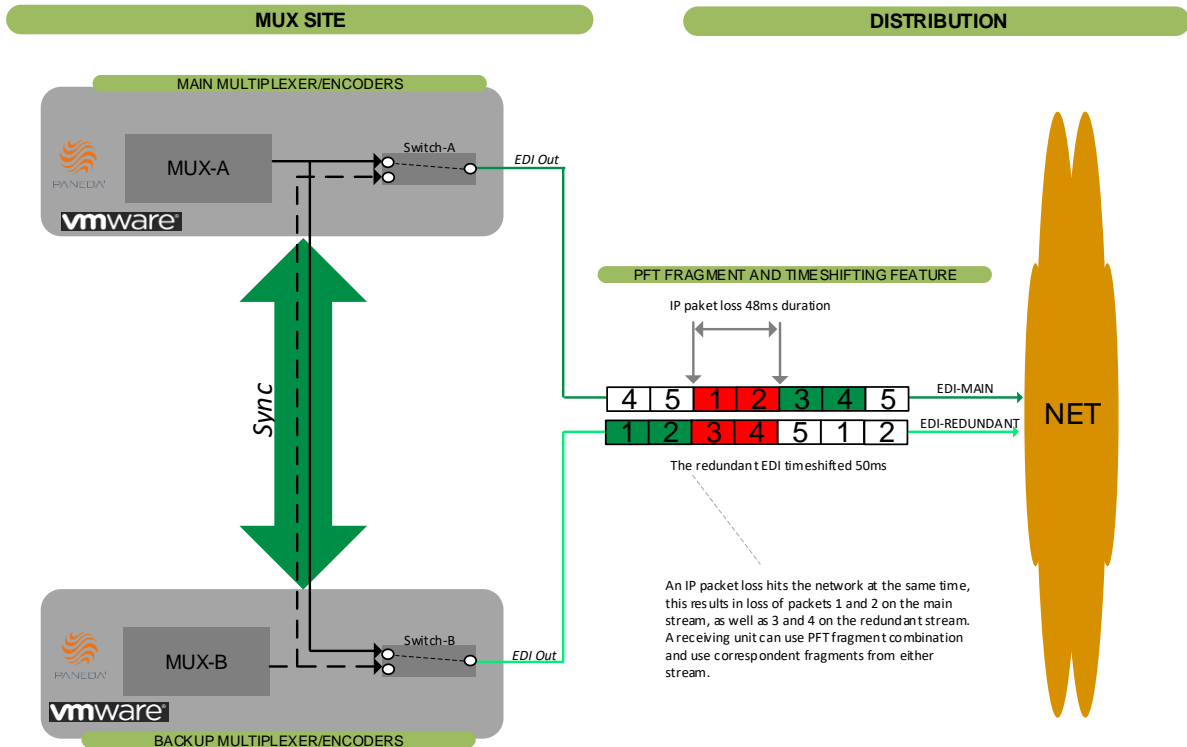 MUX SITE
DISTRIBUTION
MAIN MULTIPLEXER/ENCODERS
PANEDA
MUX-A
Switch-A
EDI Out
vmware®
Sync
PFT FRAGMENT AND TIMESHIFTING FEATURE
IP paket loss 48ms duration
4 5 1 2 3 4 5
EDI-MAIN
1 2 3 4 5 1 2
EDI-REDUNDANT
NET
The redundant EDI timeshifted 50ms
An IP packet loss hits the network at the same time,
this results in loss of packets 1 and 2 on the main
stream, as well as 3 and 4 on the redundant stream.
A receiving unit can use PFT fragment combination
and use correspondent fragments from either
stream.
PANEDA
MUX-B
Switch-B
EDI Out
vmware®
BACKUP MULTIPLEXER/ENCODERS